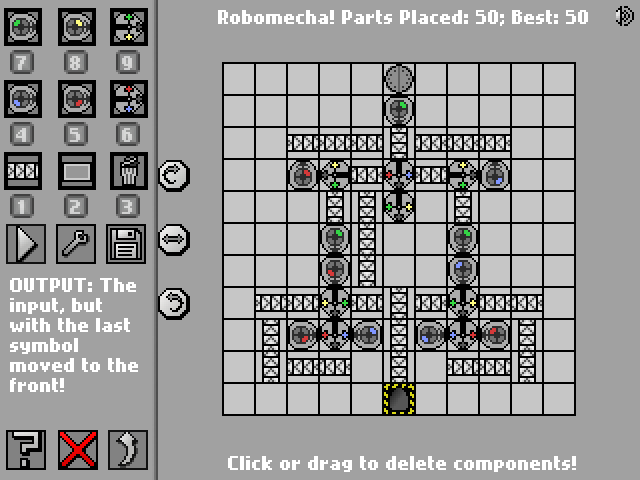 Robomecha! Parts Placed: 50; Best: 50
7 8 9
4 5 6
1 2 3
OUTPUT: The
input, but
with the last
symbol
moved to the
front!
?
Click or drag to delete components!